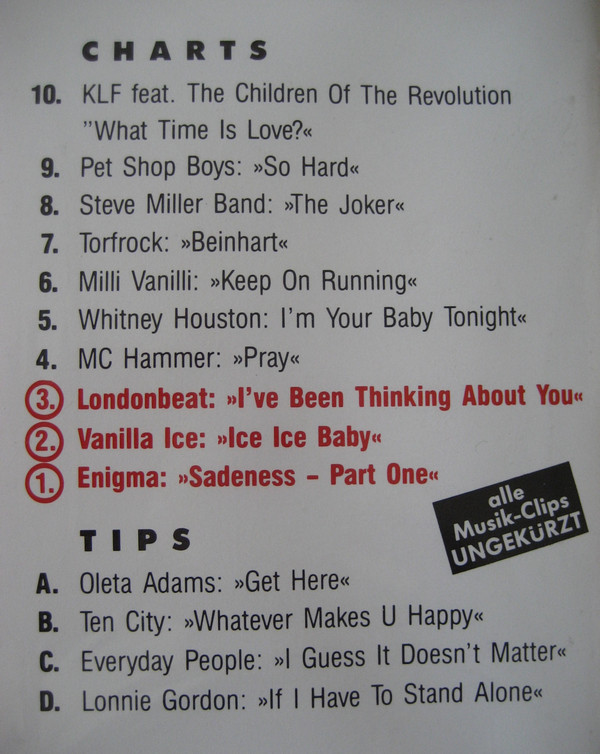 CHARTS
10. KLF feat. The Children Of The Revolution
"What Time Is Love?«
9. Pet Shop Boys: »So Hard«
8. Steve Miller Band: »The Joker«
7. Torfrock: »Beinhart«
6. Milli Vanilli: »Keep On Running«
5. Whitney Houston: I'm Your Baby Tonight«
4. MC Hammer: »Pray«
3. Londonbeat: »I've Been Thinking About You«
2. Vanilla Ice: »Ice Ice Baby«
1. Enigma: »Sadeness – Part One«
alle
Musik-Clips
UNGEKÜRZT
TIPS
A. Oleta Adams: »Get Here«
B. Ten City: »Whatever Makes U Happy«
C. Everyday People: »I Guess It Doesn't Matter«
D. Lonnie Gordon: »If I Have To Stand Alone«